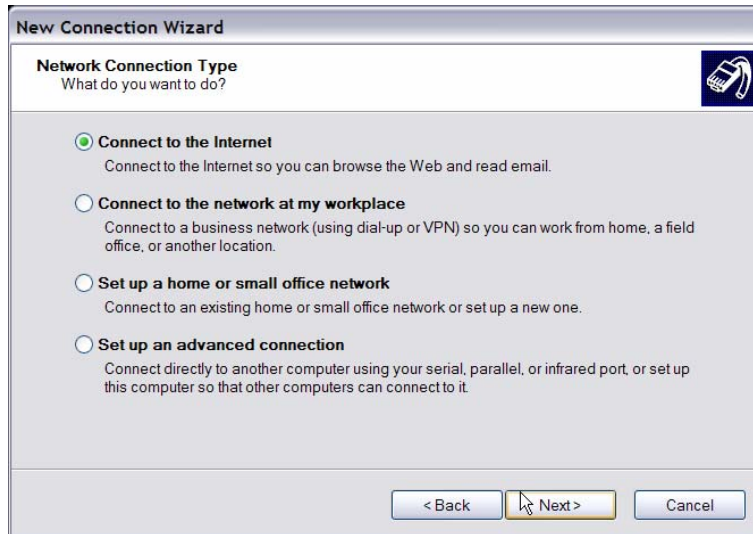 New Connection Wizard
Network Connection Type
What do you want to do?
Connect to the Internet
Connect to the Internet so you can browse the Web and read email.
Connect to the network at my workplace
Connect to a business network (using dial-up or VPN) so you can work from home, a field
office, or another location.
Set up a home or small office network
Connect to an existing home or small office network or set up a new one.
Set up an advanced connection
Connect directly to another computer using your serial, parallel, or infrared port, or set up
this computer so that other computers can connect to it.
< Back Next > Cancel